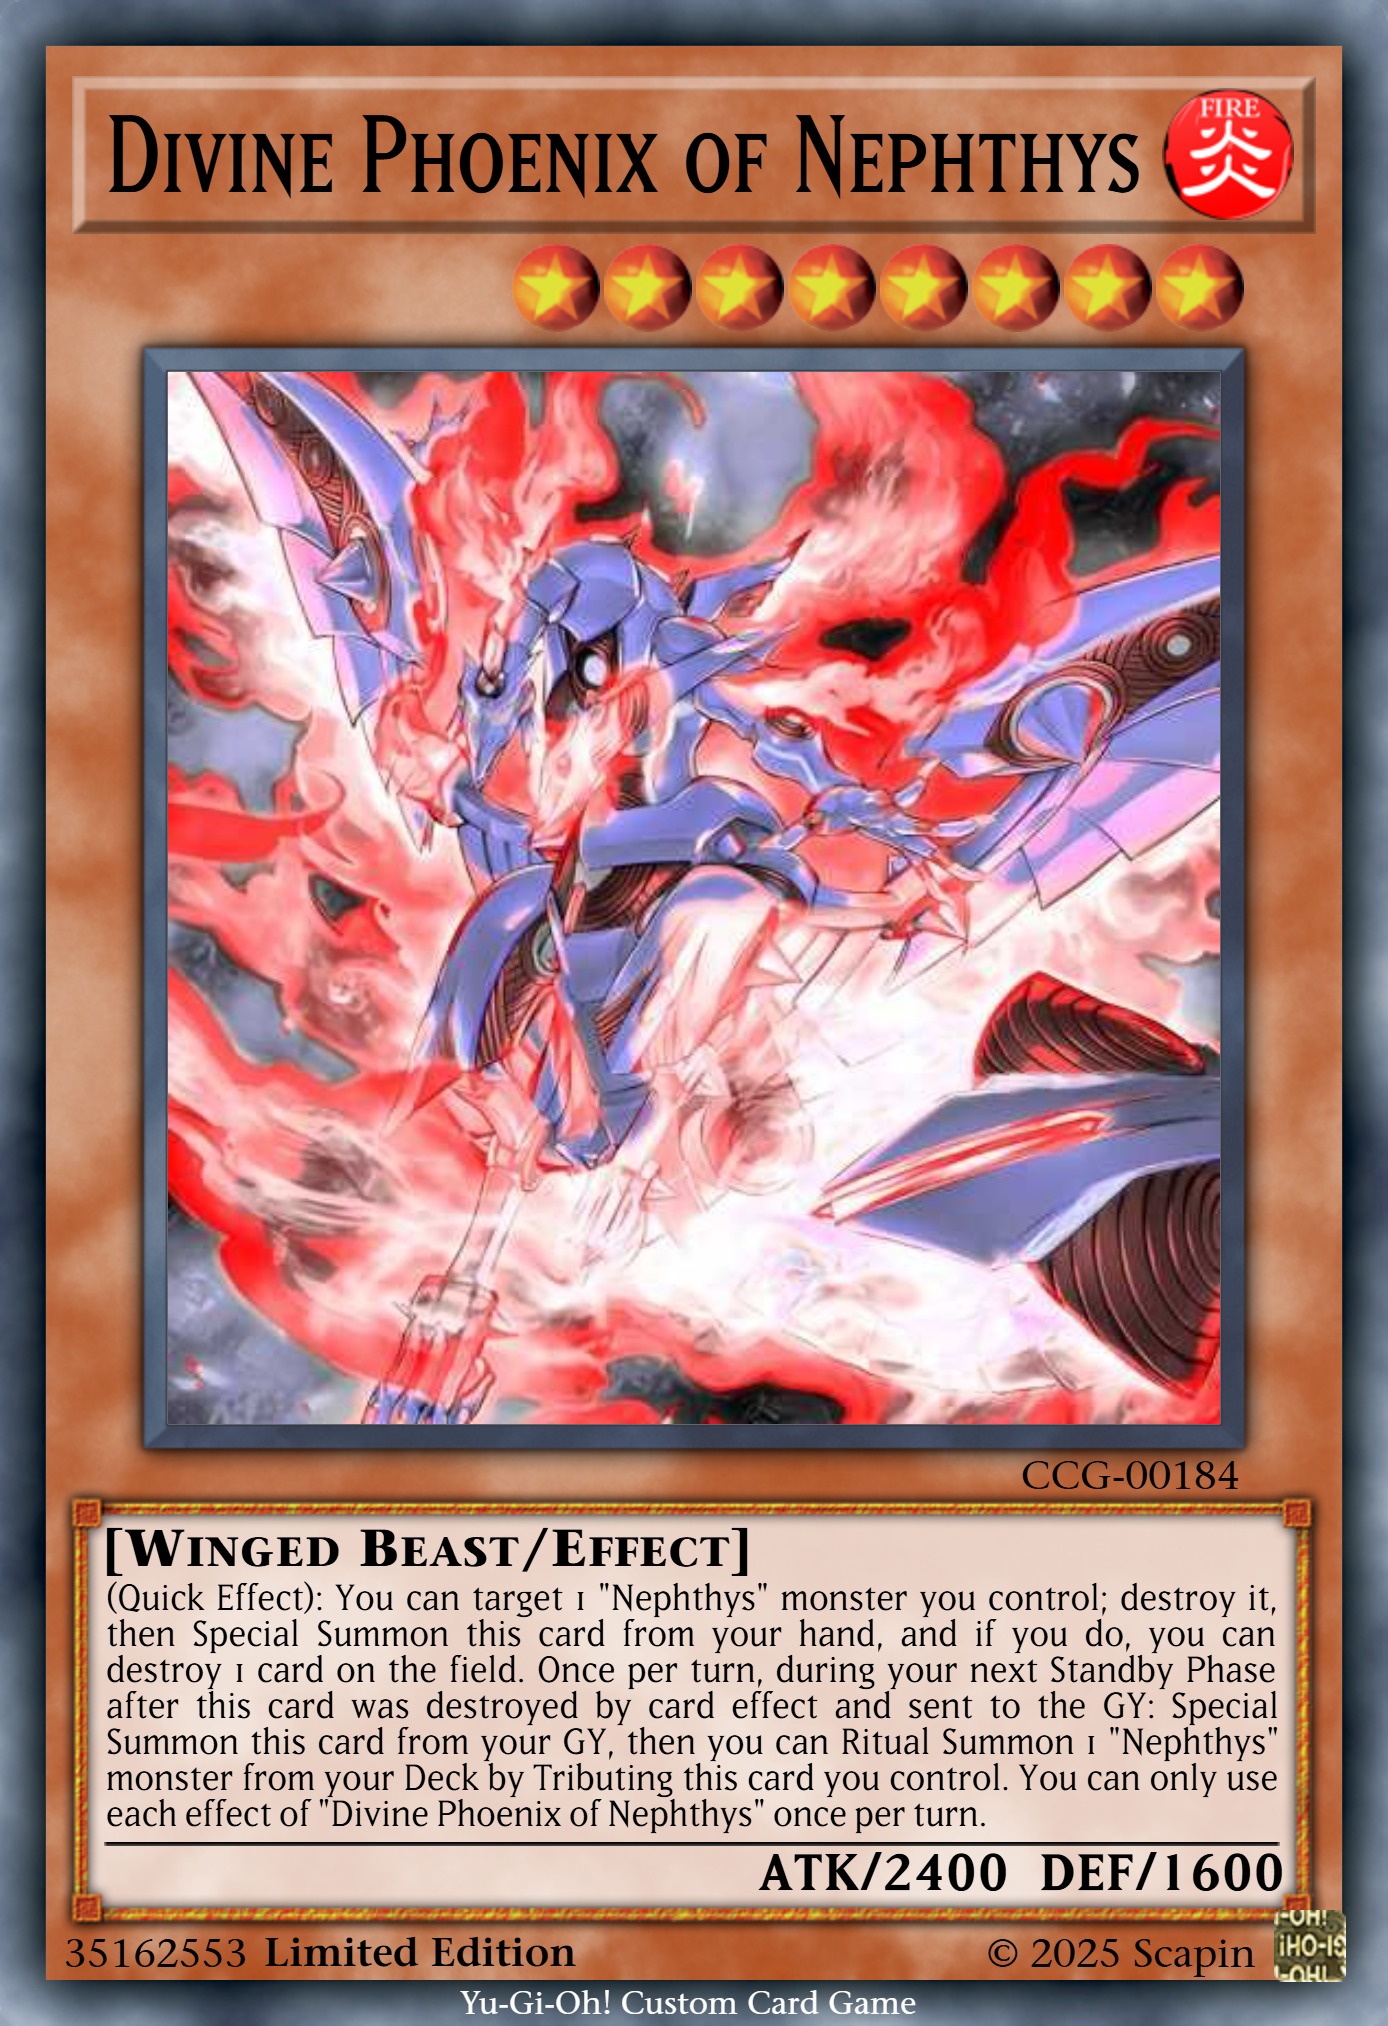 DIVINE PHOENIX OF NEPHTHYS
FIRE
炎
CCG-00184
[WINGED BEAST/EFFECT]
(Quick Effect): You can target 1 "Nephthys" monster you control; destroy it,
then Special Summon this card from your hand, and if you do, you can
destroy 1 card on the field. Once per turn, during your next Standby Phase
after this card was destroyed by card effect and sent to the GY: Special
Summon this card from your GY, then you can Ritual Summon 1 "Nephthys"
monster from your Deck by Tributing this card you control. You can only use
each effect of "Divine Phoenix of Nephthys" once per turn.
ATK/2400 DEF/1600
35162553 Limited Edition
© 2025 Scapin
Yu-Gi-Oh! Custom Card Game